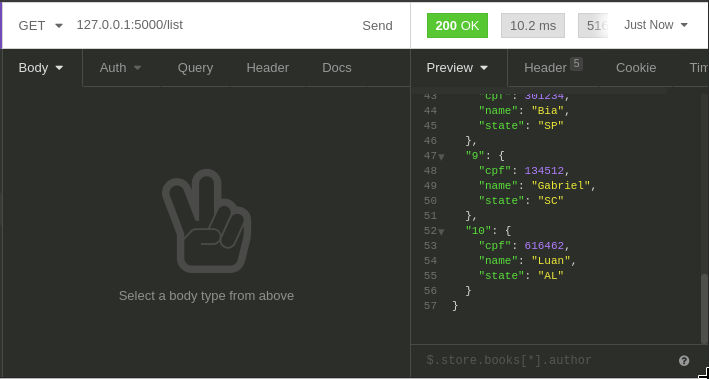 GET 127.0.0.1:5000/list Send 200 OK 10.2 ms 516 Just Now
Body Auth Query Header Docs Preview Header 5 Cookie Tim
43 "cpf": 301234,
44 "name": "Bia",
45 "state": "SP"
46 },
47 "9": {
48 "cpf": 134512,
49 "name": "Gabriel",
50 "state": "SC"
51 },
52 "10": {
53 "cpf": 616462,
54 "name": "Luan",
55 "state": "AL"
56 }
57 }
Select a body type from above
$.store.books[*].author ?